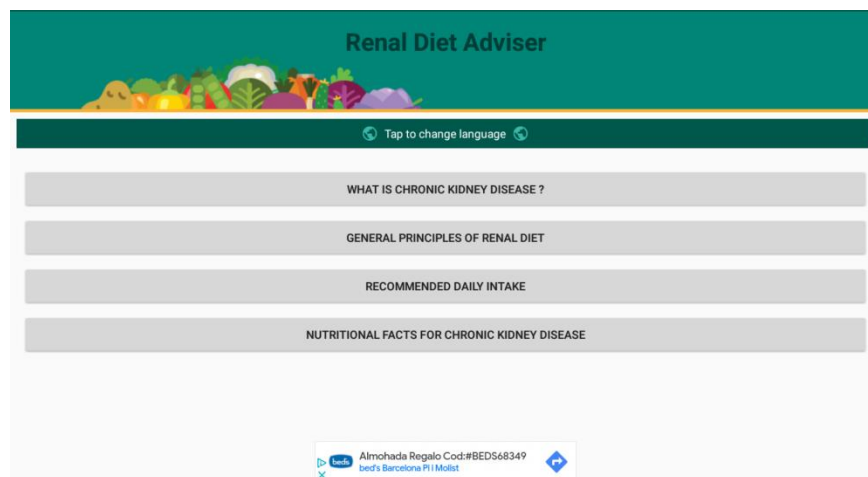 Renal Diet Adviser
Tap to change language
WHAT IS CHRONIC KIDNEY DISEASE ?
GENERAL PRINCIPLES OF RENAL DIET
RECOMMENDED DAILY INTAKE
NUTRITIONAL FACTS FOR CHRONIC KIDNEY DISEASE
beds
Almohada Regalo Cod:#BEDS68349
bed's Barcelona Pi i Molist